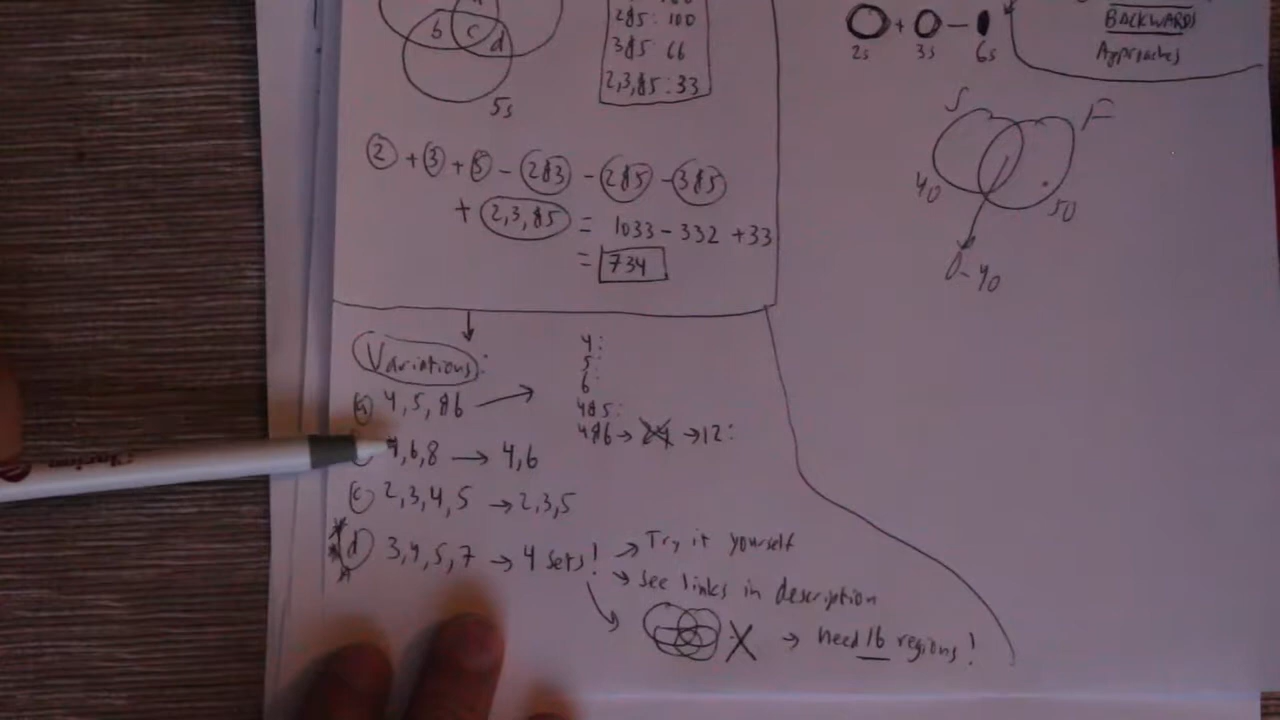 b c d
5s
2&5: 100
3&5 66
2,3,&5:33
2 + 3 + 5 - 2&3 - 2&5 - 3&5
+ 2,3,&5 = 1033 - 332 + 33
= 734
2s + 3s - 6s
BACKWARDS
Approaches
S F
40 50
0-40
Variations:
4, 5, &6 →
4:
5:
6:
4&5:
4&6 → 24 → 12:
4,6,8 → 4,6
c 2,3,4,5 → 2,3,5
d 3,4,5,7 → 4 sets! → Try it yourself
→ see links in description
X → need 16 regions!